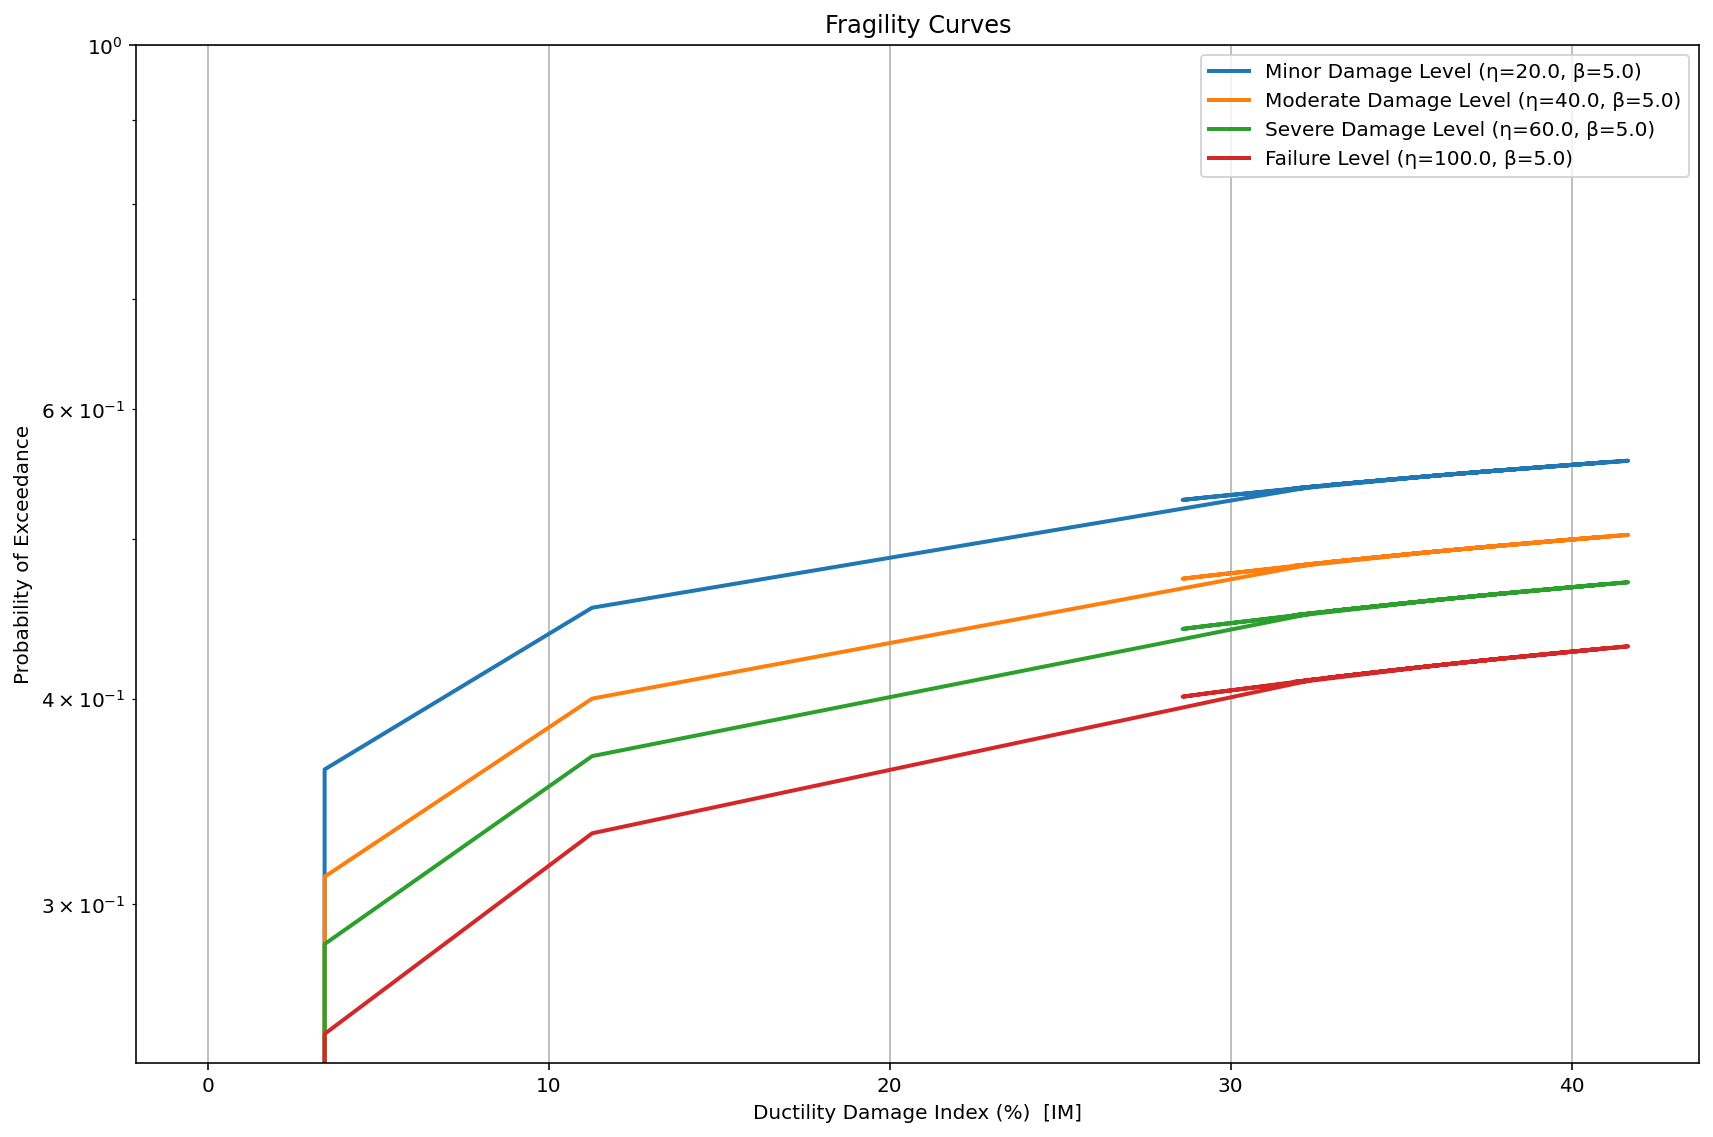 Fragility Curves
10⁰
6 × 10⁻¹
4 × 10⁻¹
3 × 10⁻¹
Probability of Exceedance
Minor Damage Level (η=20.0, β=5.0)
Moderate Damage Level (η=40.0, β=5.0)
Severe Damage Level (η=60.0, β=5.0)
Failure Level (η=100.0, β=5.0)
0 10 20 30 40
Ductility Damage Index (%)  [IM]